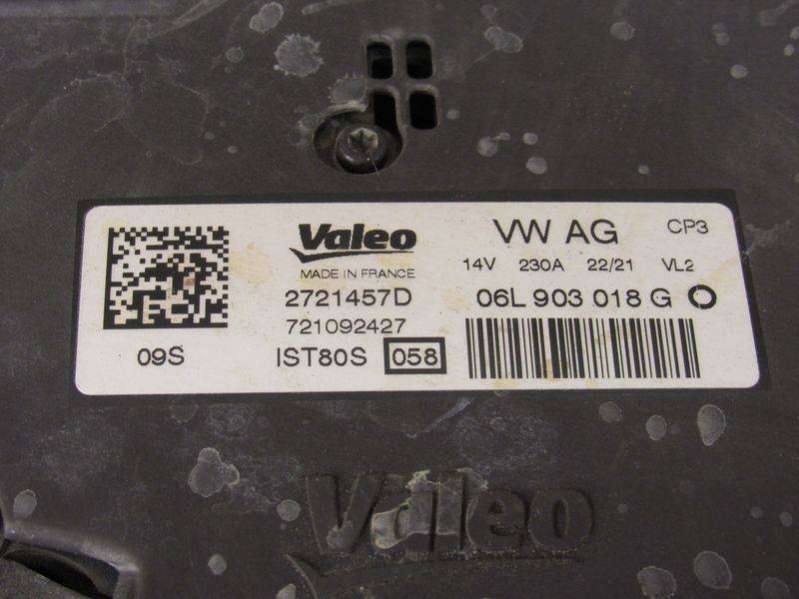 Valeo
MADE IN FRANCE
2721457D
721092427
IST80S 058
09S
VW AG CP3
14V 230A 22/21 VL2
06L 903 018 G O
Valeo